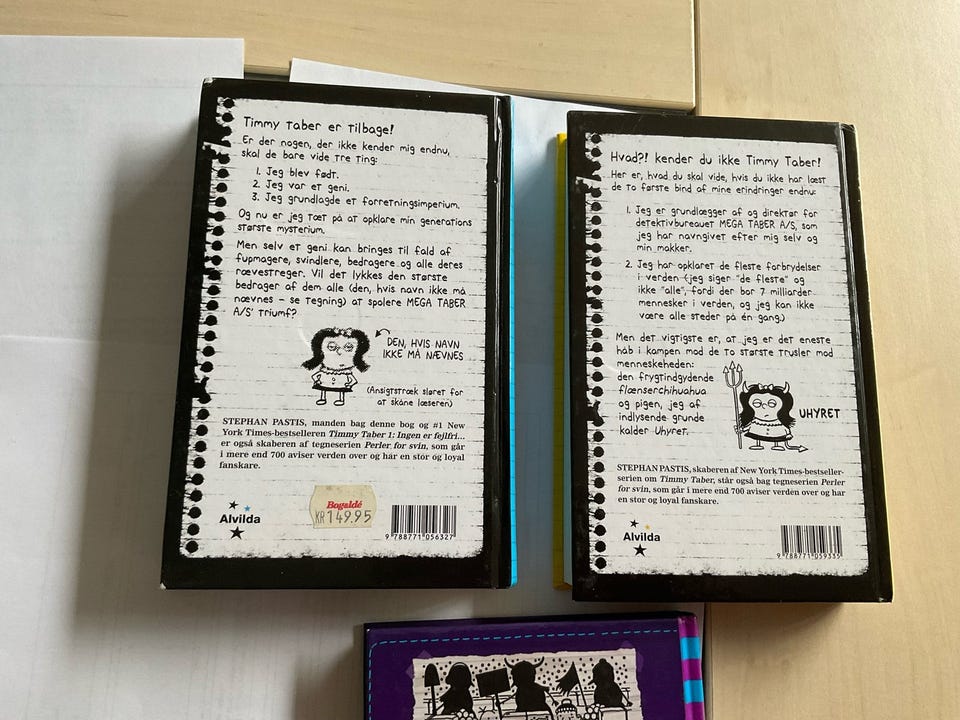 Timmy Taber er tilbage!
Er der nogen, der ikke kender mig endnu,
skal de bare vide tre ting:
1. Jeg blev født.
2. Jeg var et geni.
3. Jeg grundlagde et forretningsimperium.
Og nu er jeg tæt på at opklare min generations
største mysterium.
Men selv et geni kan bringes til fald af
fupmagere, svindlere, bedragere og alle deres
rævestreger. Vil det lykkes den største
bedrager af dem alle (den, hvis navn ikke må
nævnes – se tegning) at spolere MEGA TABER
A/S' triumf?
DEN, HVIS NAVN
IKKE MÅ NÆVNES
(Ansigtstræk sløret for
at skåne læseren)
STEPHAN PASTIS, manden bag denne bog og #1 New
York Times-bestselleren Timmy Taber 1: Ingen er fejlfri...
er også skaberen af tegneserien Perler for svin, som går
i mere end 700 aviser verden over og har en stor og loyal
fanskare.
Alvilda
Bog&idé
KR 149.95
9 788771 056327
Hvad?! kender du ikke Timmy Taber!
Her er, hvad du skal vide, hvis du ikke har læst
de to første bind af mine erindringer endnu:
1. Jeg er grundlægger af og direktør for
detektivbureauet MEGA TABER A/S, som
jeg har navngivet efter mig selv og
min makker.
2. Jeg har opklaret de fleste forbrydelser
i verden (jeg siger "de fleste" og
ikke "alle", fordi der bor 7 milliarder
mennesker i verden, og jeg kan ikke
være alle steder på én gang.)
Men det vigtigste er, at jeg er det eneste
håb i kampen mod de to største trusler mod
menneskeheden:
den frygtindgydende
flænserchihuahua
og pigen, jeg af
indlysende grunde
kalder Uhyret.
UHYRET
STEPHAN PASTIS, skaberen af New York Times-bestseller-
serien om Timmy Taber, står også bag tegneserien Perler
for svin, som går i mere end 700 aviser verden over og har
en stor og loyal fanskare.
Alvilda
9 788771 059335